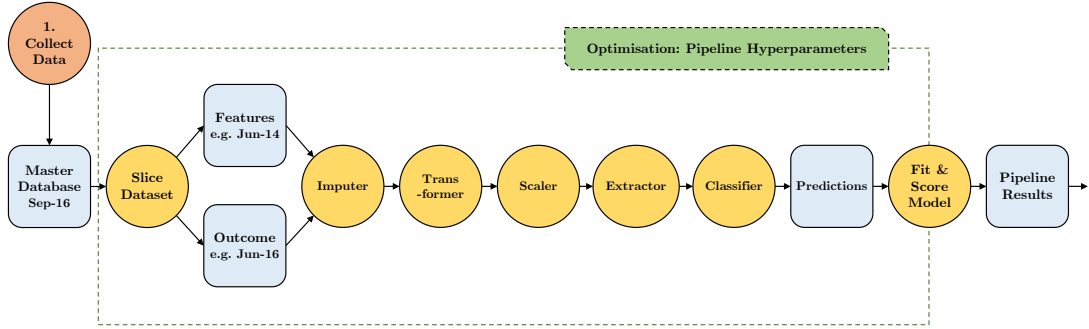 1.
Collect
Data
Optimisation: Pipeline Hyperparameters
Master
Database
Sep-16
Slice
Dataset
Features
e.g. Jun-14
Outcome
e.g. Jun-16
Imputer
Trans
-former
Scaler
Extractor
Classifier
Predictions
Fit &
Score
Model
Pipeline
Results